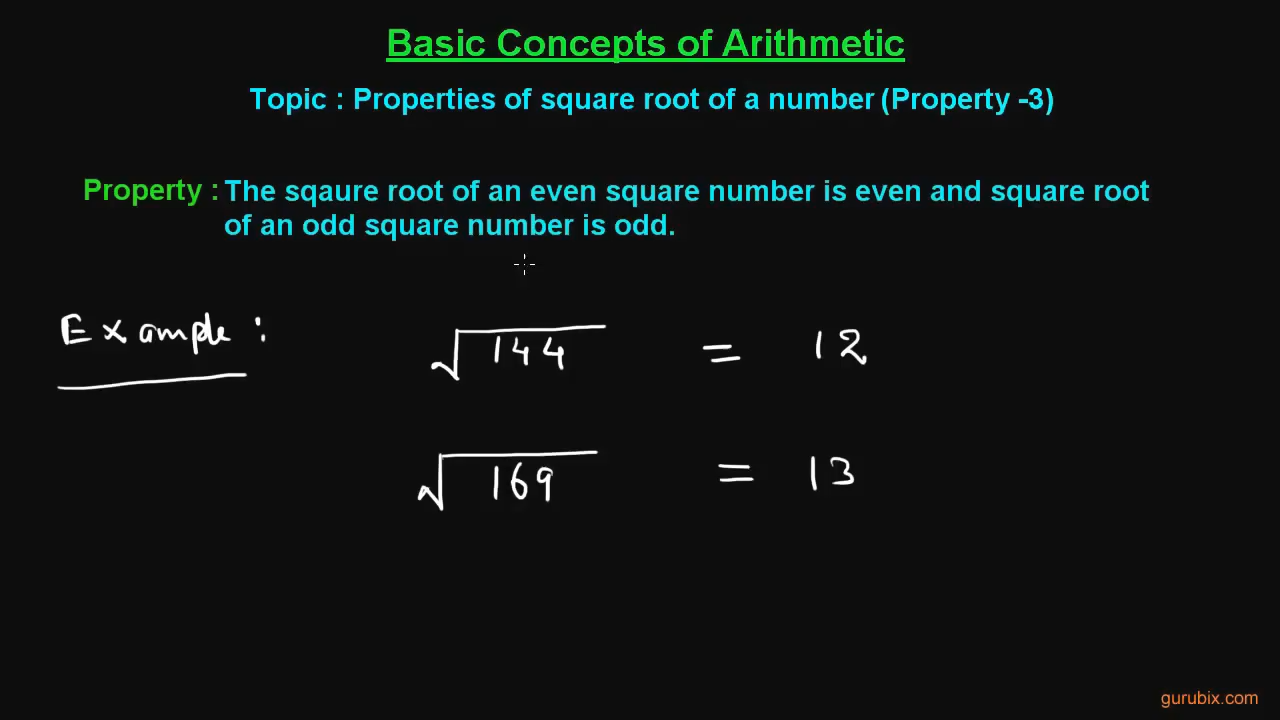 Basic Concepts of Arithmetic
Topic : Properties of square root of a number (Property -3)
Property : The sqaure root of an even square number is even and square root
of an odd square number is odd.
Example : √144 = 12
√169 = 13
gurubix.com